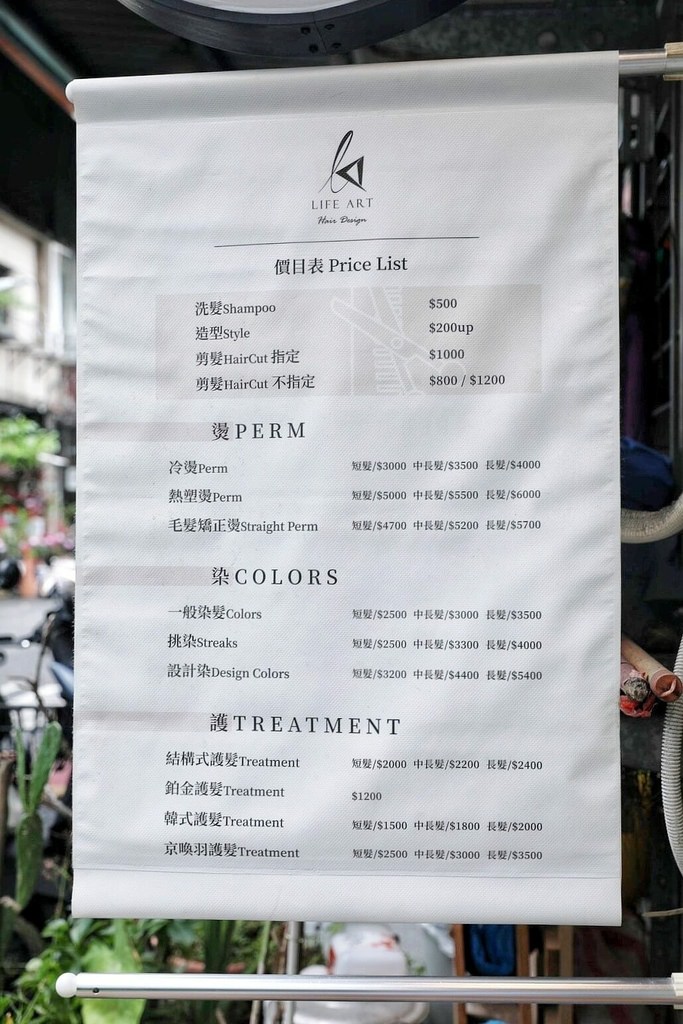 LIFE ART
Hair Design
價目表 Price List
洗髮Shampoo $500
造型Style $200up
剪髮HairCut 指定 $1000
剪髮HairCut 不指定 $800 / $1200
燙PERM
冷燙Perm 短髮/$3000 中長髮/$3500 長髮/$4000
熱塑燙Perm 短髮/$5000 中長髮/$5500 長髮/$6000
毛髮矯正燙Straight Perm 短髮/$4700 中長髮/$5200 長髮/$5700
染COLORS
一般染髮Colors 短髮/$2500 中長髮/$3000 長髮/$3500
挑染Streaks 短髮/$2500 中長髮/$3300 長髮/$4000
設計染Design Colors 短髮/$3200 中長髮/$4400 長髮/$5400
護TREATMENT
結構式護髮Treatment 短髮/$2000 中長髮/$2200 長髮/$2400
鉑金護髮Treatment $1200
韓式護髮Treatment 短髮/$1500 中長髮/$1800 長髮/$2000
京喚羽護髮Treatment 短髮/$2500 中長髮/$3000 長髮/$3500